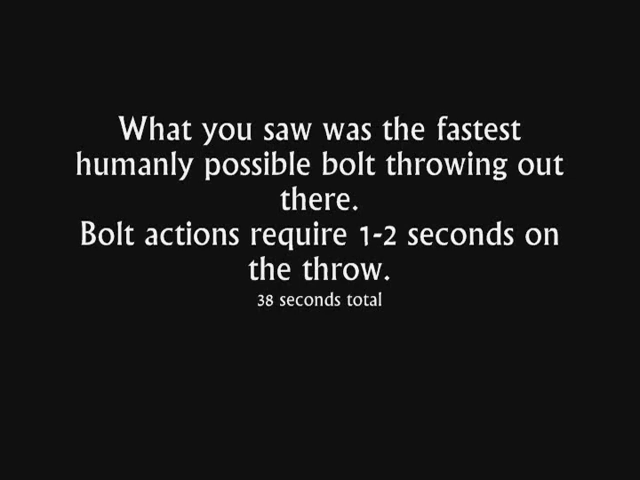 What you saw was the fastest
humanly possible bolt throwing out
there.
Bolt actions require 1-2 seconds on
the throw.
38 seconds total